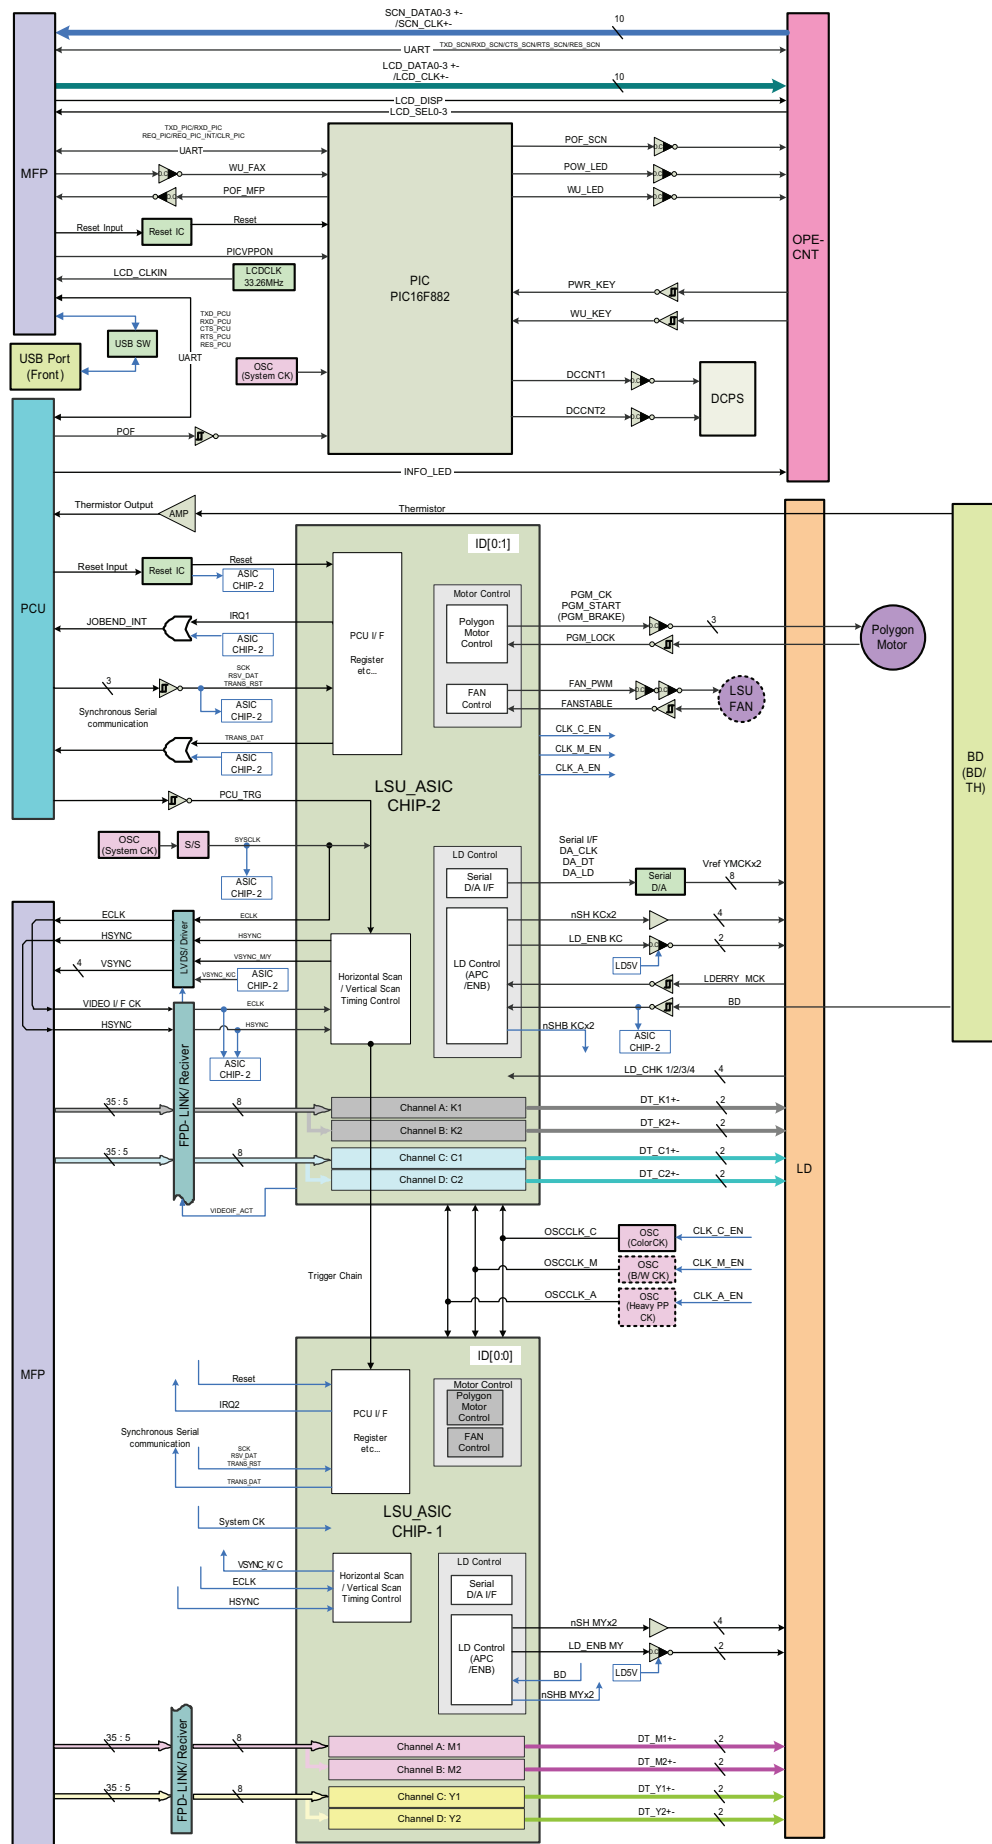 SCN_DATA0-3 +-
/SCN_CLK+-
10
UART
TXD_SCN/RXD_SCN/CTS_SCN/RTS_SCN/RES_SCN
LCD_DATA0-3 +-
/LCD_CLK+-
10
LCD_DISP
LCD_SEL0-3
MFP
OPE-
CNT
TXD_PIC/RXD_PIC
REQ_PIC/REQ_PIC_INT/CLR_PIC
UART
WU_FAX
POF_MFP
Reset Input
Reset IC
Reset
PICVPPON
LCD_CLKIN
LCDCLK
33.26MHz
PIC
PIC16F882
POF_SCN
O.C
POW_LED
O.C
WU_LED
O.C
O.C
O.C
PWR_KEY
WU_KEY
TXD_PCU
RXD_PCU
CTS_PCU
RTS_PCU
RES_PCU
UART
USB SW
USB Port
(Front)
OSC
(System CK)
DCCNT1
O.C
DCCNT2
O.C
DCPS
POF
INFO_LED
PCU
Thermistor Output
AMP
Thermistor
ID[0:1]
Reset Input
Reset IC
Reset
ASIC
CHIP- 2
JOBEND_INT
IRQ1
ASIC
CHIP- 2
3
SCK
RSV_DAT
TRANS_RST
Synchronous Serial
communication
ASIC
CHIP- 2
TRANS_DAT
ASIC
CHIP- 2
PCU I/ F
Register
etc...
Motor Control
Polygon
Motor
Control
FAN
Control
PGM_CK
PGM_START
(PGM_BRAKE)
O.C
3
PGM_LOCK
Polygon
Motor
FAN_PWM
O.C
O.C
FANSTABLE
LSU
FAN
CLK_C_EN
CLK_M_EN
CLK_A_EN
BD
(BD/
TH)
LSU_ASIC
CHIP-2
PCU_TRG
OSC
(System CK)
S/S
SYSCLK
ASIC
CHIP- 2
LD Control
Serial
D/A I/F
Serial I/F
DA_CLK
DA_DT
DA_LD
Serial
D/A
Vref YMCKx2
8
MFP
ECLK
HSYNC
4
VSYNC
LVDS/ Driver
ECLK
HSYNC
VSYNC_M/Y
VSYNC_K/C
ASIC
CHIP- 2
VIDEO I/ F CK
HSYNC
FPD- LINK/ Reciver
ECLK
HSYNC
ASIC
CHIP- 2
Horizontal Scan
/ Vertical Scan
Timing Control
LD Control
(APC
/ENB)
nSH KCx2
4
LD_ENB KC
O.C
2
LD5V
LDERRY_MCK
BD
nSHB KCx2
ASIC
CHIP- 2
LD_CHK 1/2/3/4
4
35 : 5
8
Channel A: K1
DT_K1+-
2
Channel B: K2
DT_K2+-
2
35 : 5
8
Channel C: C1
DT_C1+-
2
Channel D: C2
DT_C2+-
2
VIDEOIF_ACT
LD
OSCCLK_C
OSC
(ColorCK)
CLK_C_EN
OSCCLK_M
OSC
(B/W CK)
CLK_M_EN
OSCCLK_A
OSC
(Heavy PP
CK)
CLK_A_EN
Trigger Chain
ID[0:0]
Reset
IRQ2
Synchronous Serial
communication
SCK
RSV_DAT
TRANS_RST
TRANS_DAT
PCU I/ F
Register
etc...
Motor Control
Polygon
Motor
Control
FAN
Control
LSU_ASIC
CHIP- 1
System CK
VSYNC_K/ C
ECLK
HSYNC
Horizontal Scan
/ Vertical Scan
Timing Control
LD Control
Serial
D/A I/F
LD Control
(APC
/ENB)
nSH MYx2
4
LD_ENB MY
O.C
2
LD5V
BD
nSHB MYx2
FPD- LINK/ Reciver
35 : 5
8
Channel A: M1
DT_M1+-
2
Channel B: M2
DT_M2+-
2
35 : 5
8
Channel C: Y1
DT_Y1+-
2
Channel D: Y2
DT_Y2+-
2